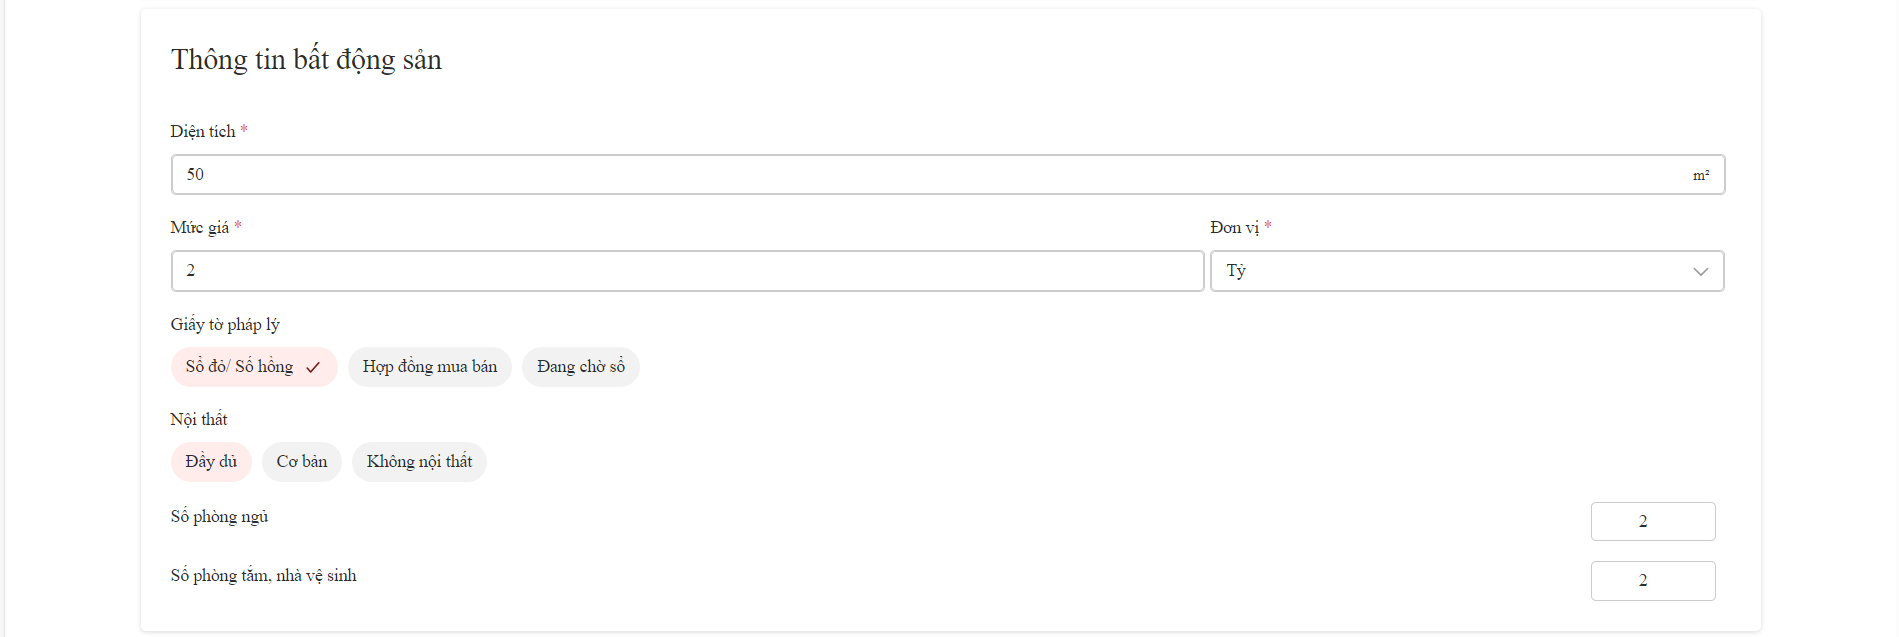 Thông tin bất động sản
Diện tích *
50 m²
Mức giá * Đơn vị *
2 Tỷ
Giấy tờ pháp lý
Sổ đỏ/ Số hồng Hợp đồng mua bán Đang chờ sổ
Nội thất
Đầy dủ Cơ bản Không nội thất
Số phòng ngủ 2
Số phòng tắm, nhà vệ sinh 2